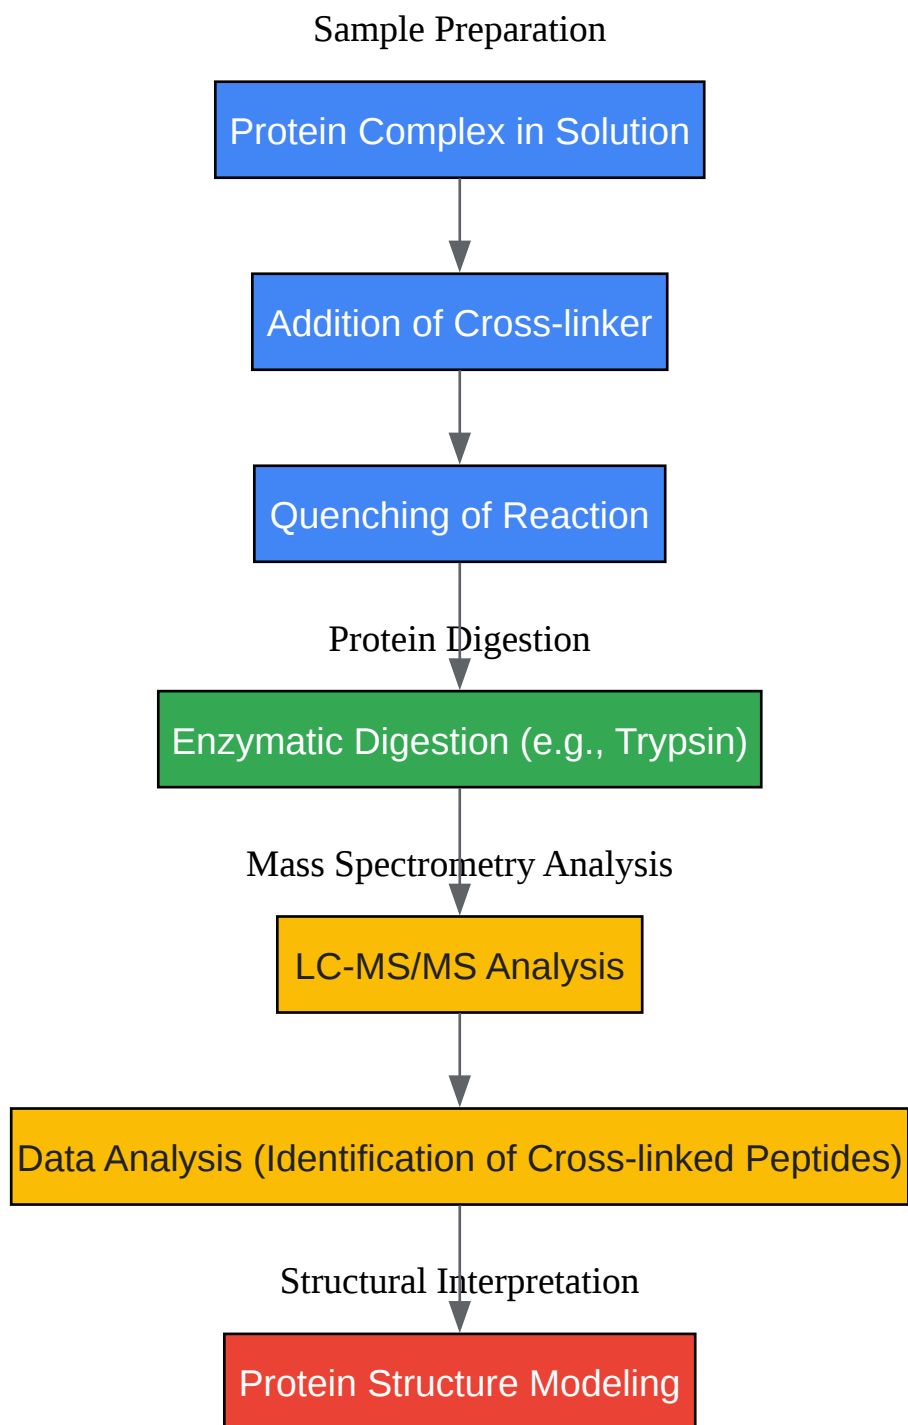 Sample Preparation
Protein Complex in Solution
Addition of Cross-linker
Quenching of Reaction
Protein Digestion
Enzymatic Digestion (e.g., Trypsin)
Mass Spectrometry Analysis
LC-MS/MS Analysis
Data Analysis (Identification of Cross-linked Peptides)
Structural Interpretation
Protein Structure Modeling